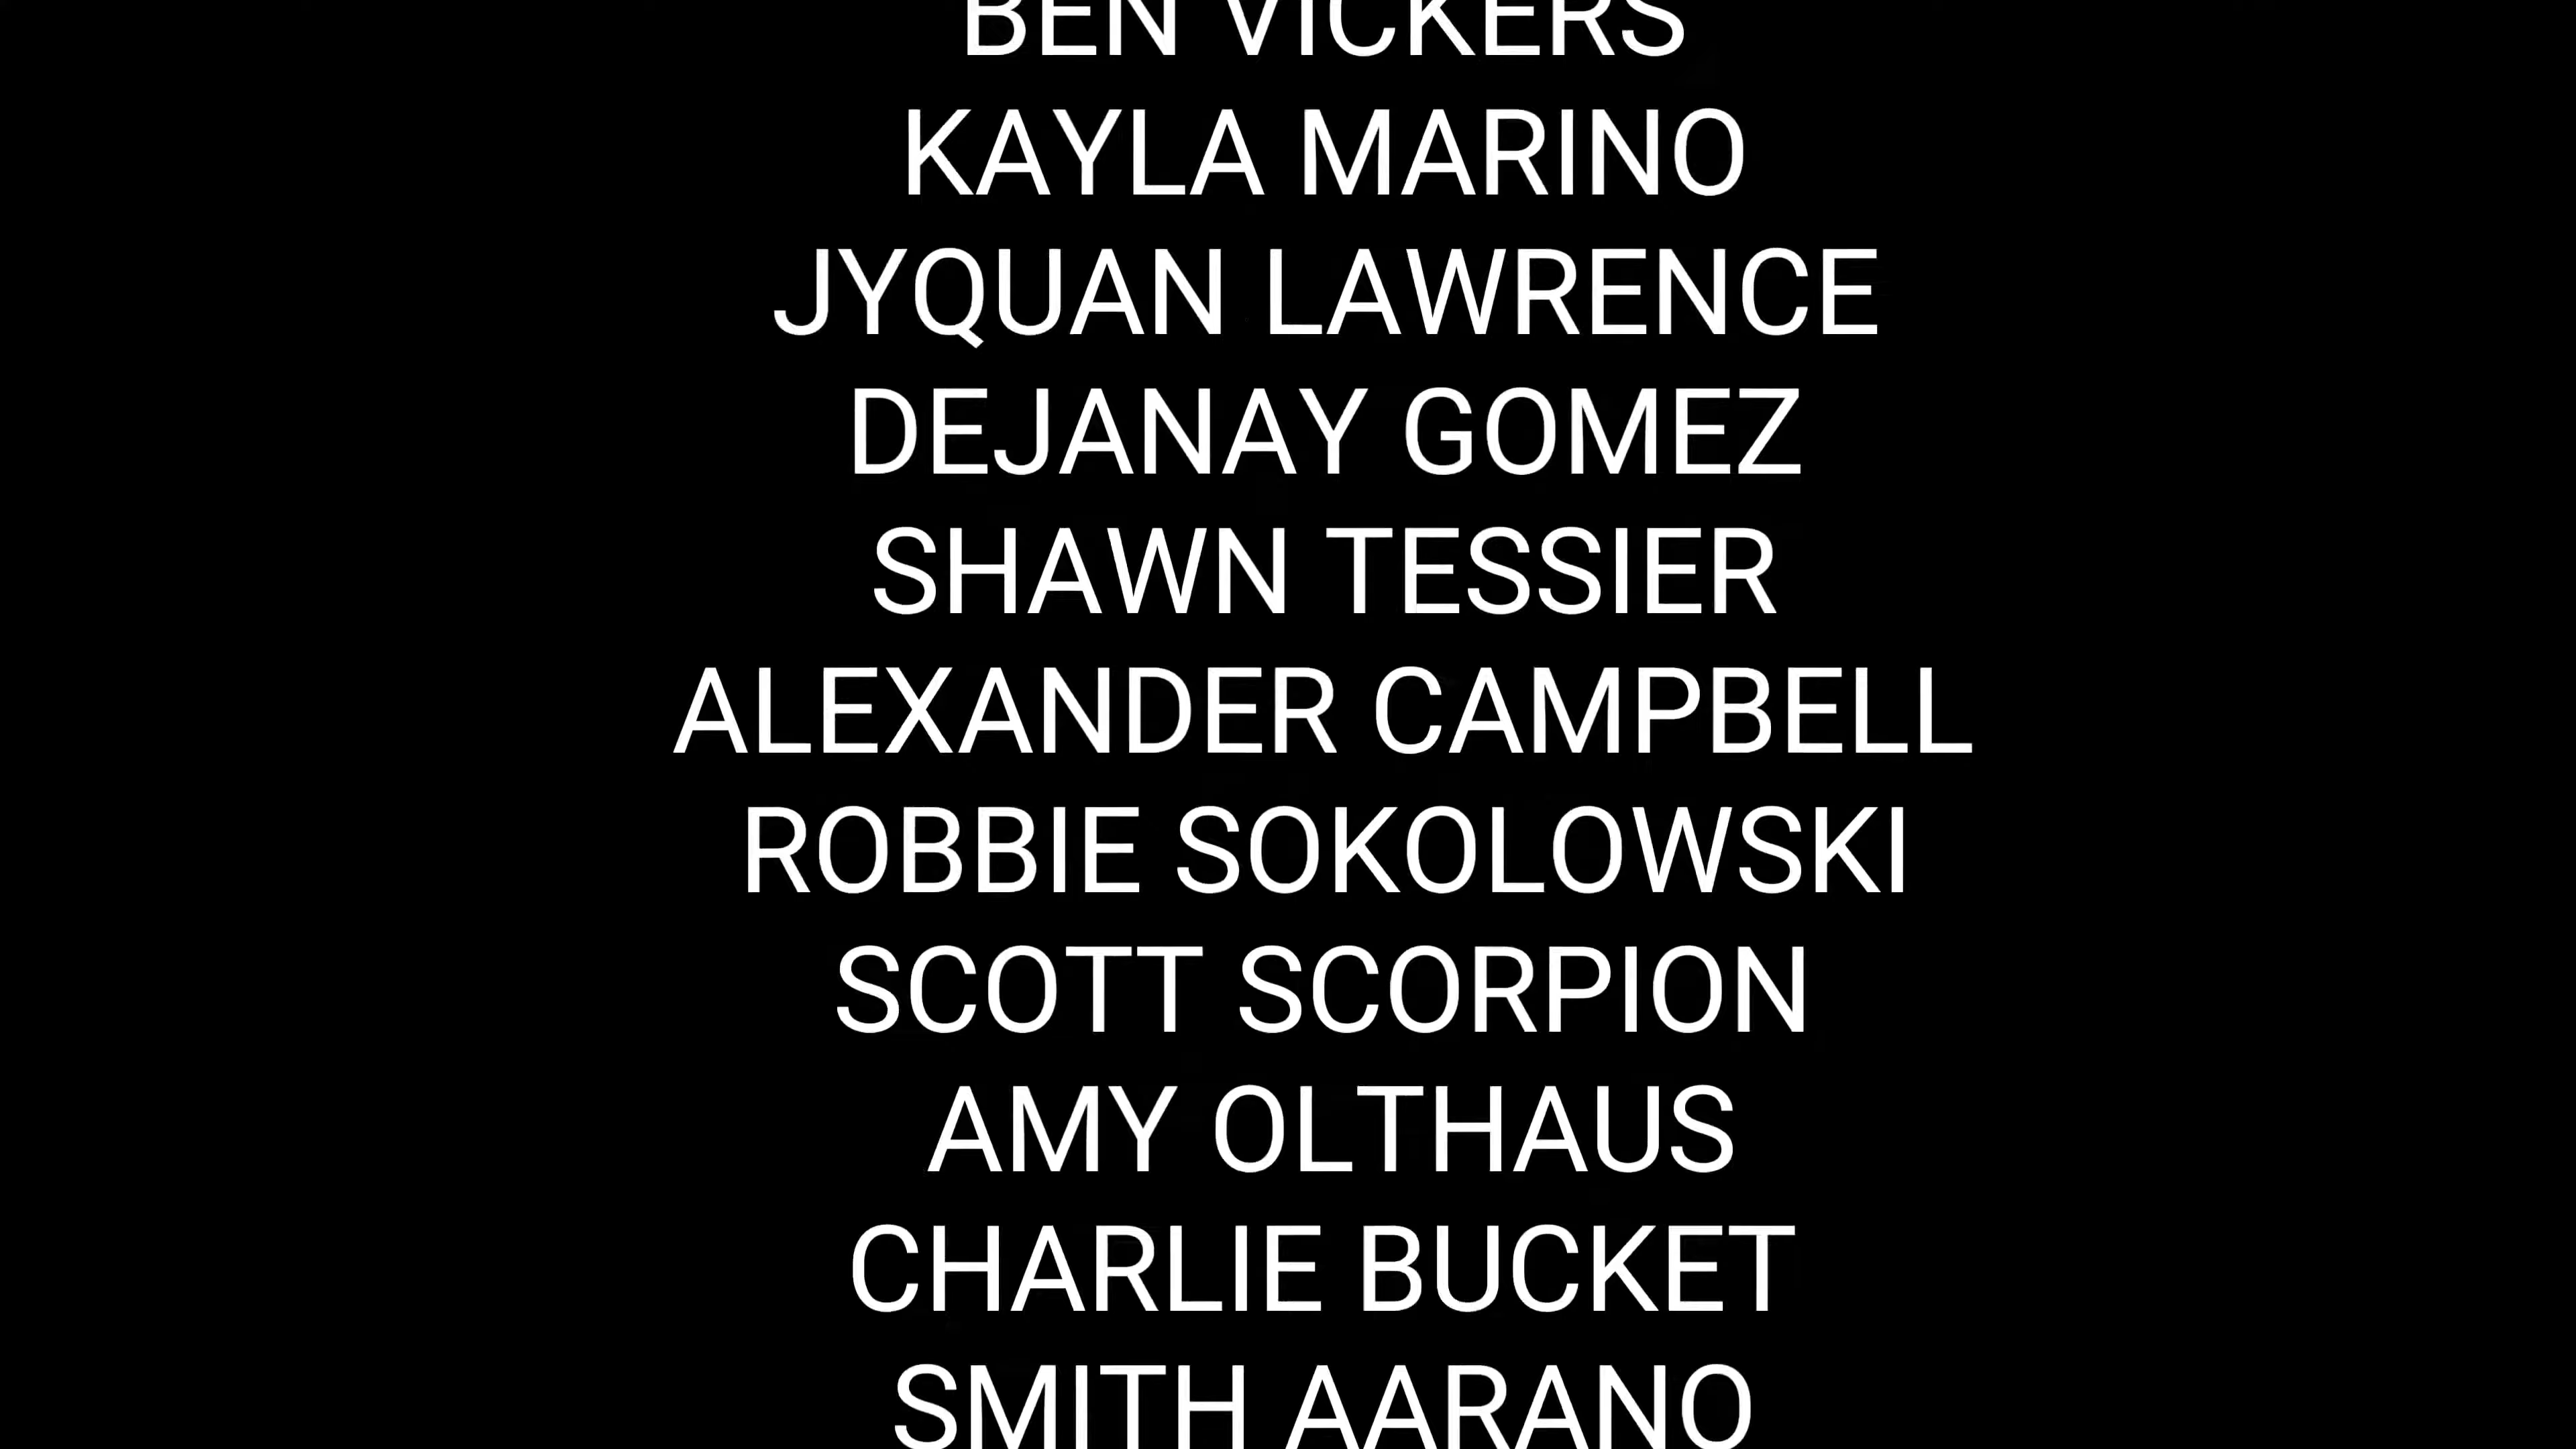 BEN VICKERS
KAYLA MARINO
JYQUAN LAWRENCE
DEJANAY GOMEZ
SHAWN TESSIER
ALEXANDER CAMPBELL
ROBBIE SOKOLOWSKI
SCOTT SCORPION
AMY OLTHAUS
CHARLIE BUCKET
SMITH AARANO